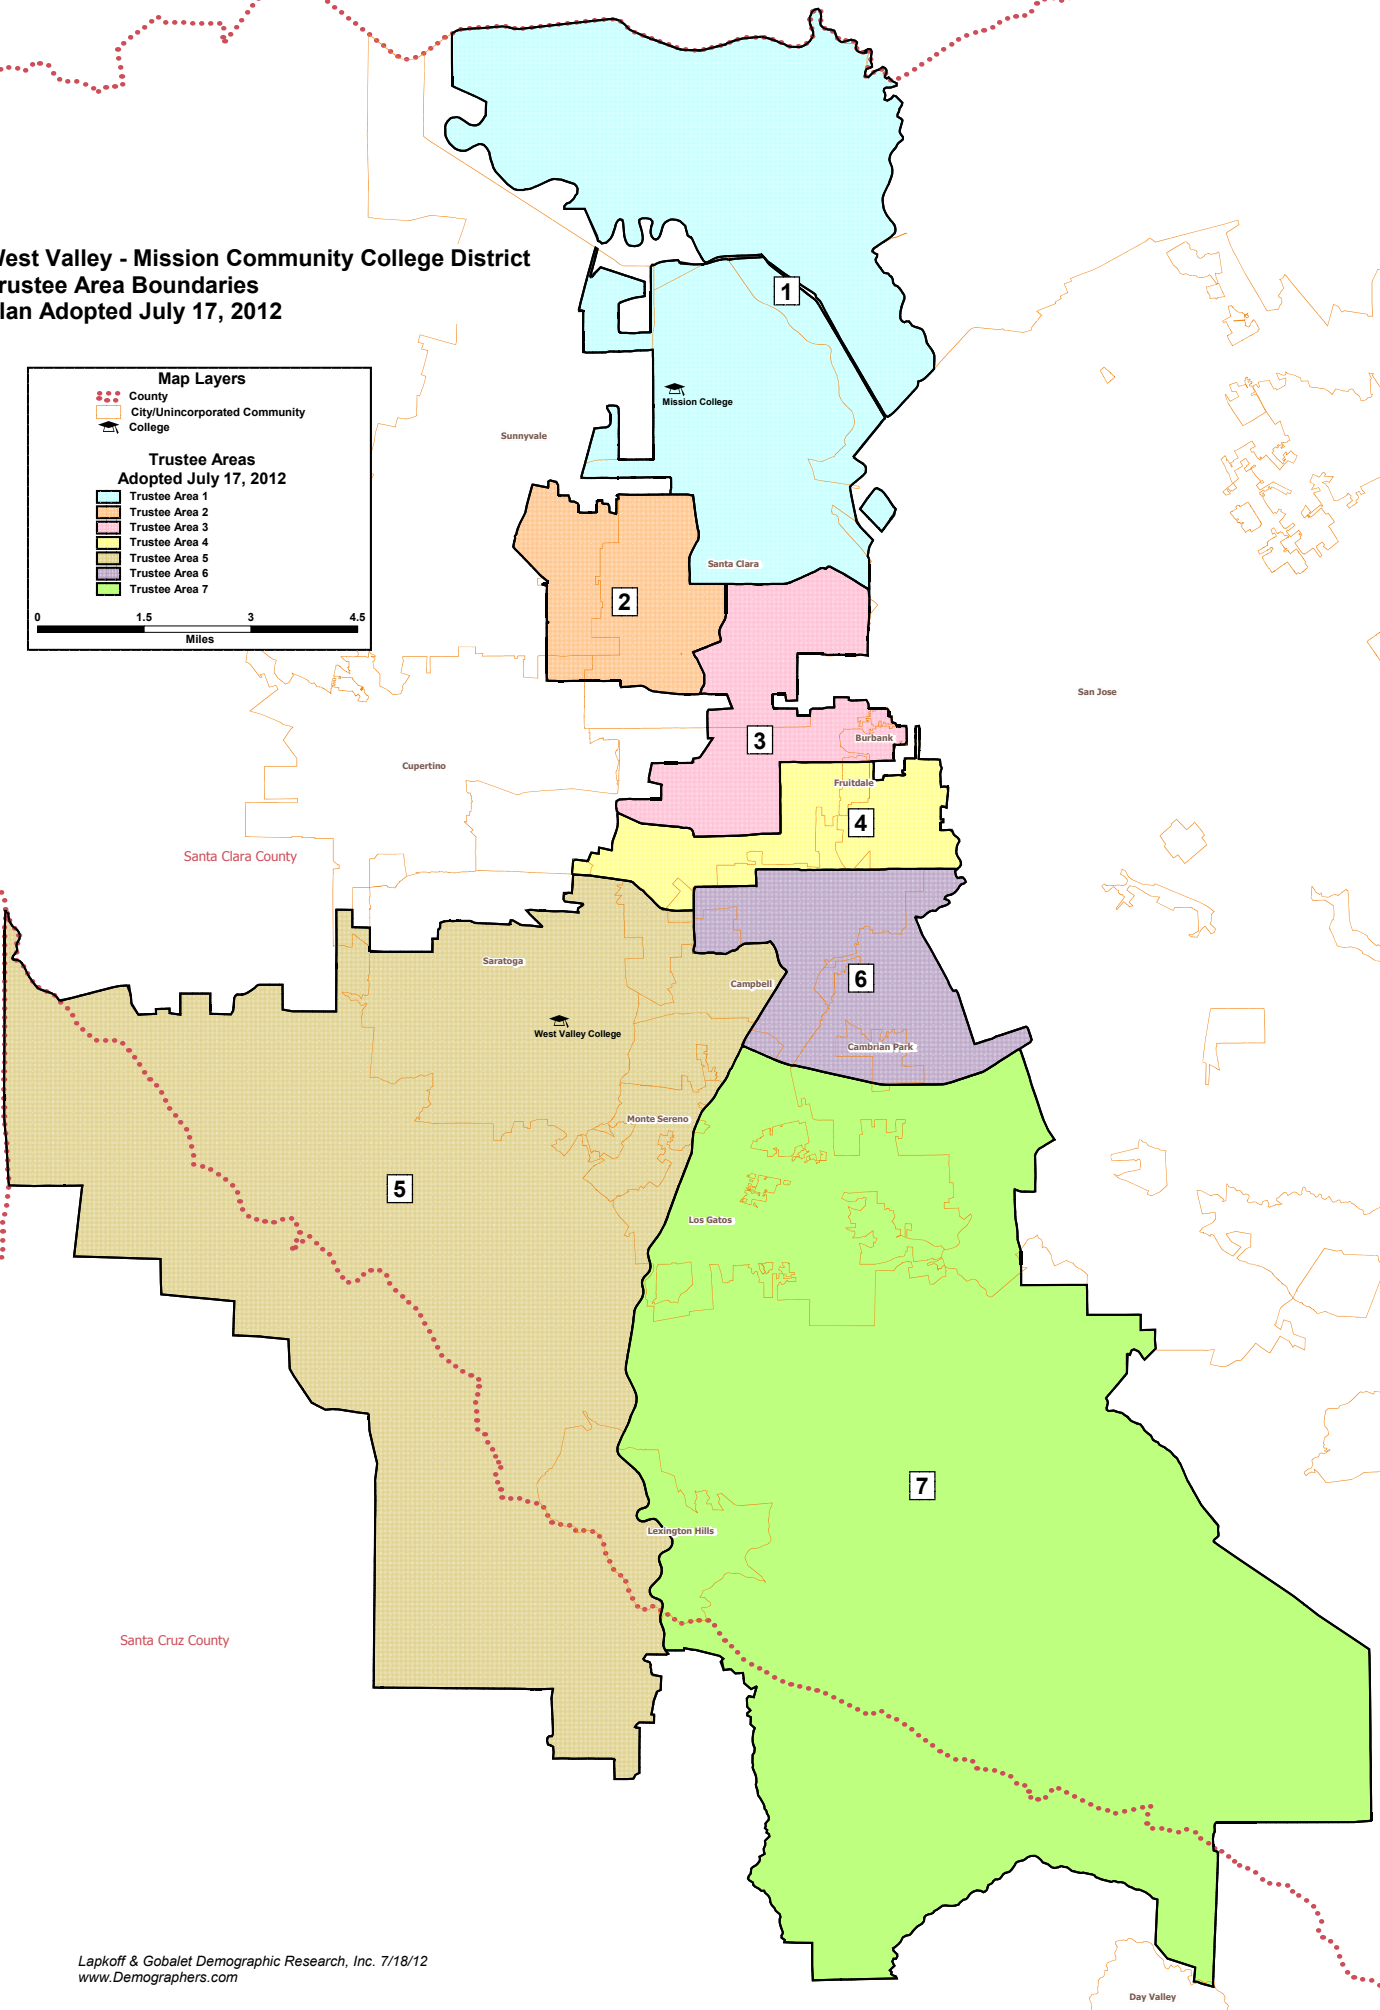 est Valley - Mission Community College District
rustee Area Boundaries
lan Adopted July 17, 2012
1
Map Layers
County
City/Unincorporated Community
College
Trustee Areas
Adopted July 17, 2012
Trustee Area 1
Trustee Area 2
Trustee Area 3
Trustee Area 4
Trustee Area 5
Trustee Area 6
Trustee Area 7
0 1.5 3 4.5
Miles
Mission College
Sunnyvale
Santa Clara
2
San Jose
3
Burbank
Cupertino
Fruitdale
4
Santa Clara County
Saratoga
Campbell
6
West Valley College
Cambrian Park
Monte Sereno
5
Los Gatos
7
Lexington Hills
Santa Cruz County
Lapkoff & Gobalet Demographic Research, Inc. 7/18/12
www.Demographers.com
Day Valley